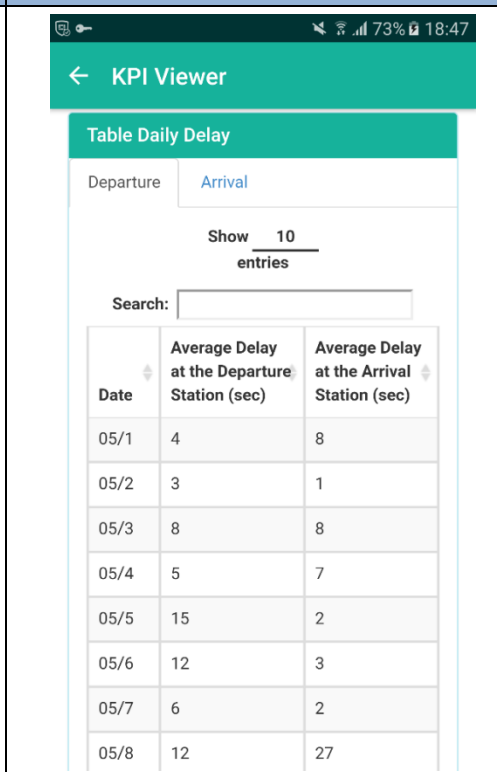 73% 18:47
← KPI Viewer
Table Daily Delay
Departure Arrival
Show 10
entries
Search:
Date
Average Delay
at the Departure
Station (sec)
Average Delay
at the Arrival
Station (sec)
05/1 4 8
05/2 3 1
05/3 8 8
05/4 5 7
05/5 15 2
05/6 12 3
05/7 6 2
05/8 12 27